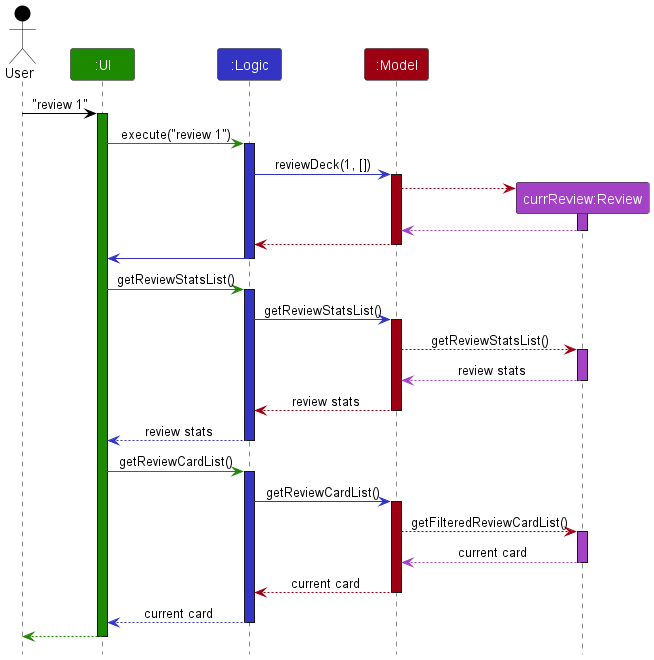 User
:UI
:Logic
:Model
"review 1"
execute("review 1")
reviewDeck(1, [])
currReview:Review
getReviewStatsList()
getReviewStatsList()
getReviewStatsList()
review stats
review stats
review stats
getReviewCardList()
getReviewCardList()
getFilteredReviewCardList()
current card
current card
current card